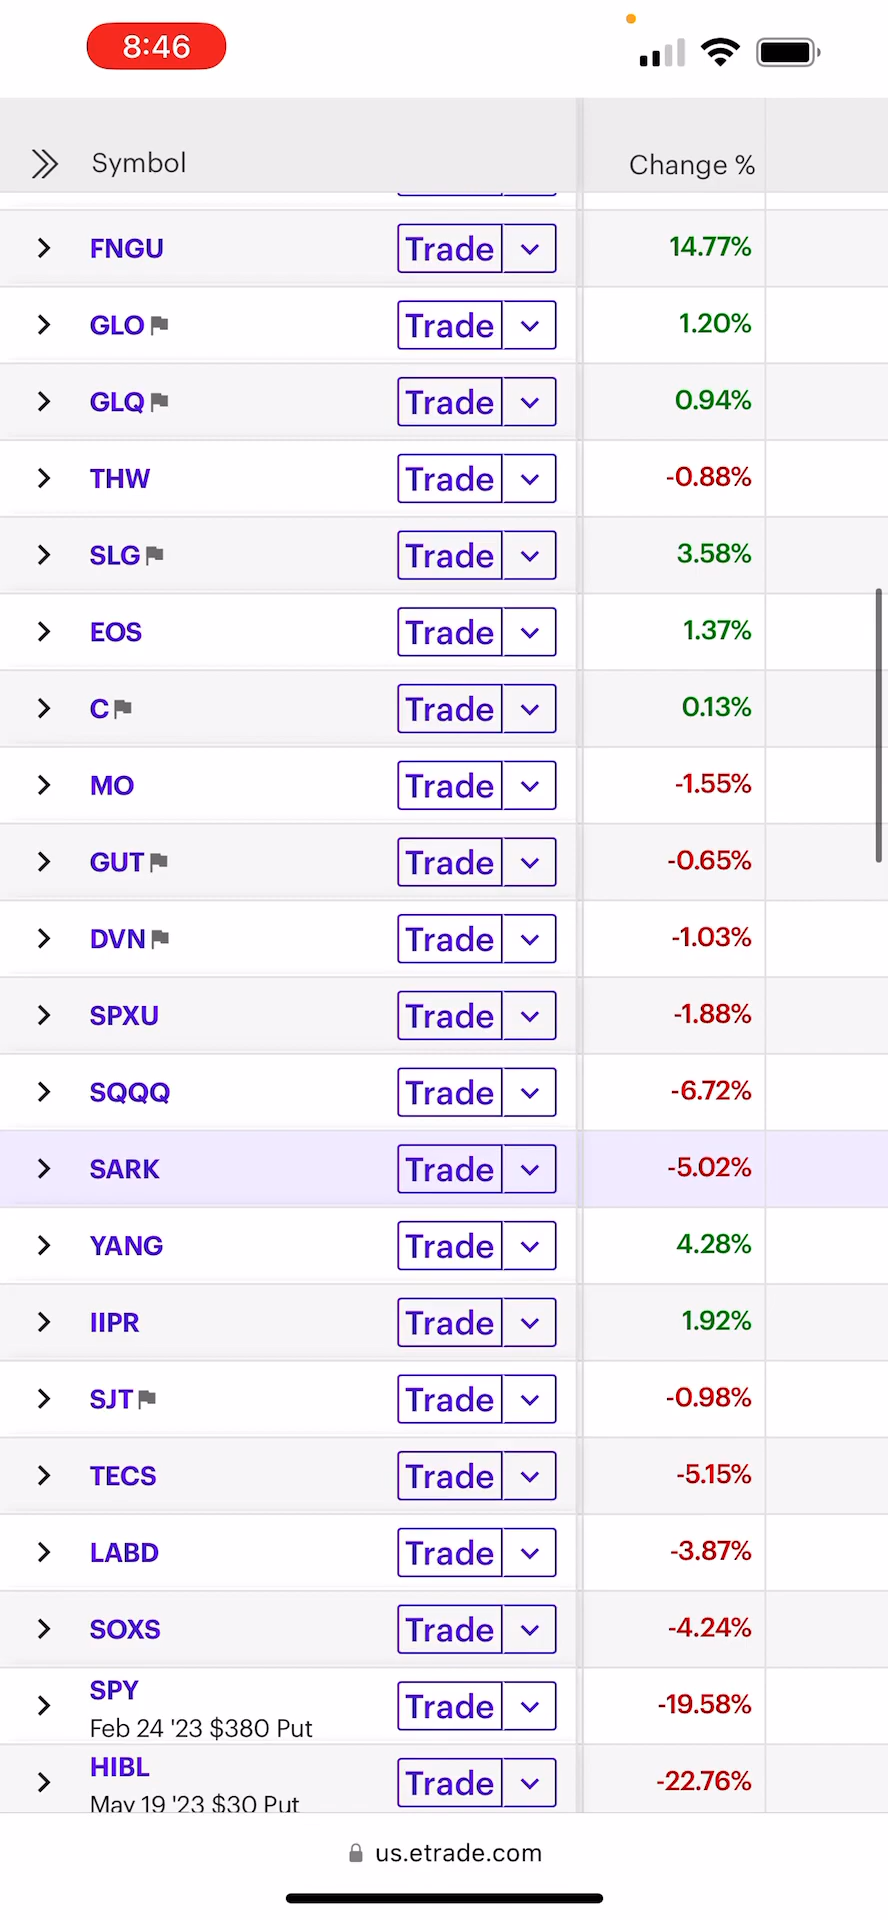 8:46
Symbol Change %
FNGU Trade 14.77%
GLO Trade 1.20%
GLQ Trade 0.94%
THW Trade -0.88%
SLG Trade 3.58%
EOS Trade 1.37%
C Trade 0.13%
MO Trade -1.55%
GUT Trade -0.65%
DVN Trade -1.03%
SPXU Trade -1.88%
SQQQ Trade -6.72%
SARK Trade -5.02%
YANG Trade 4.28%
IIPR Trade 1.92%
SJT Trade -0.98%
TECS Trade -5.15%
LABD Trade -3.87%
SOXS Trade -4.24%
SPY Trade -19.58%
Feb 24 '23 $380 Put
HIBL Trade -22.76%
May 19 '23 $30 Put
us.etrade.com